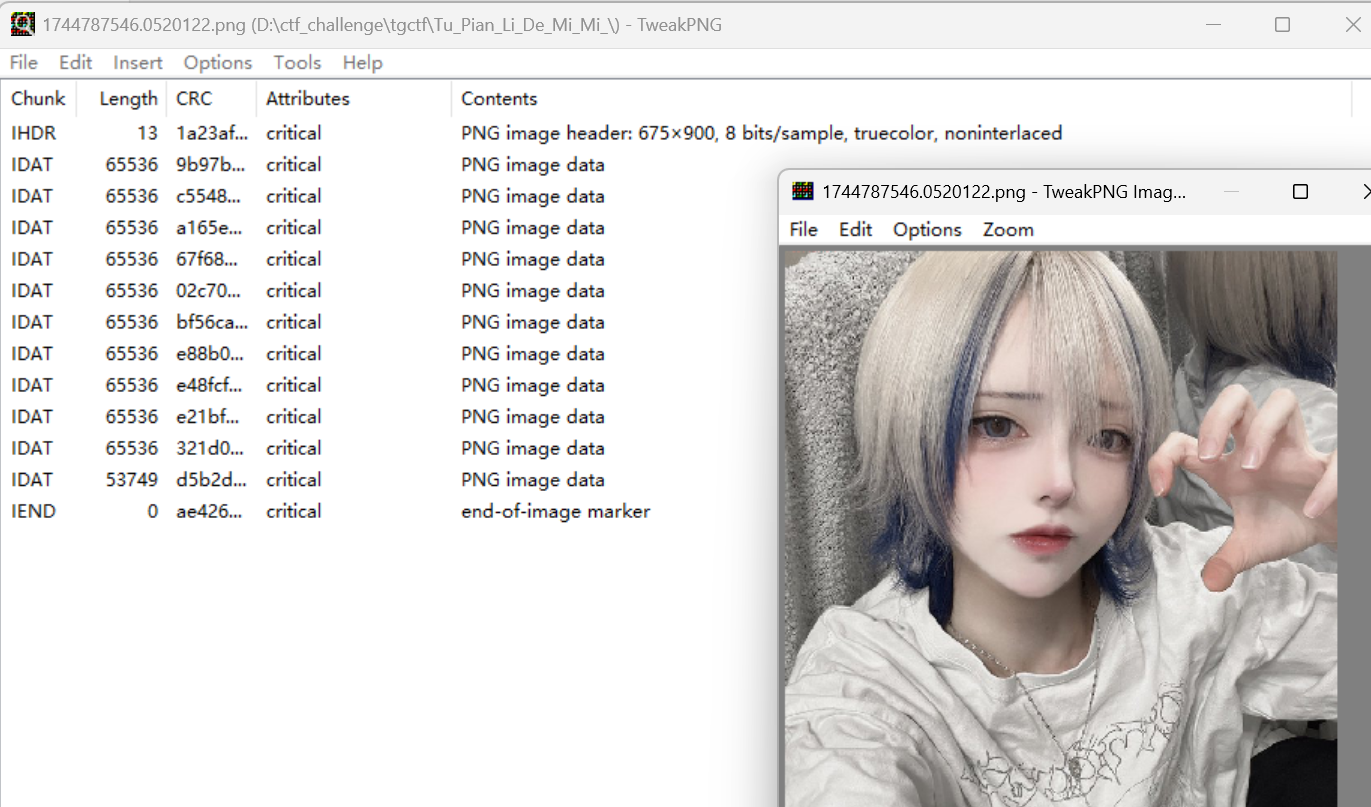 1744787546.0520122.png (D:\ctf_challenge\tgctf\Tu_Pian_Li_De_Mi_Mi_\) - TweakPNG
File Edit Insert Options Tools Help
Chunk Length CRC Attributes Contents
IHDR 13 1a23af... critical PNG image header: 675×900, 8 bits/sample, truecolor, noninterlaced
IDAT 65536 9b97b... critical PNG image data
IDAT 65536 c5548... critical PNG image data
IDAT 65536 a165e... critical PNG image data
IDAT 65536 67f68... critical PNG image data
IDAT 65536 02c70... critical PNG image data
IDAT 65536 bf56ca... critical PNG image data
IDAT 65536 e88b0... critical PNG image data
IDAT 65536 e48fcf... critical PNG image data
IDAT 65536 e21bf... critical PNG image data
IDAT 65536 321d0... critical PNG image data
IDAT 53749 d5b2d... critical PNG image data
IEND 0 ae426... critical end-of-image marker
1744787546.0520122.png - TweakPNG Imag...
File Edit Options Zoom